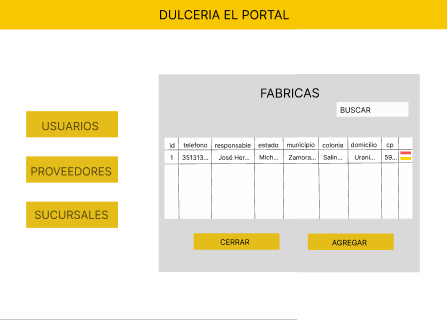 DULCERIA EL PORTAL
USUARIOS
PROVEEDORES
SUCURSALES
FABRICAS
BUSCAR
id telefono responsable estado municipio colonia domicilio cp
1 351313... José Her... Mich... Zamora... Salin... Urani... 59...
CERRAR AGREGAR